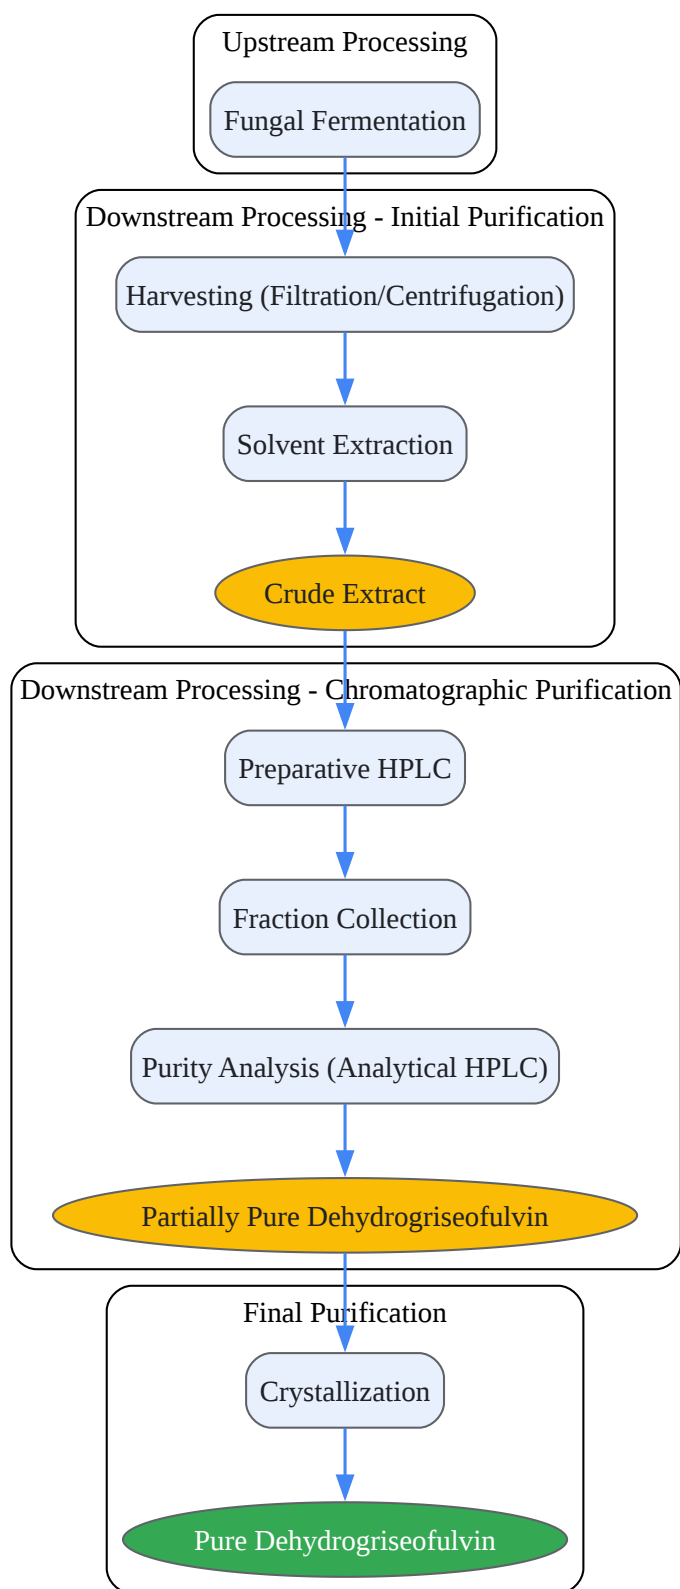 Upstream Processing
Fungal Fermentation
Downstream Processing - Initial Purification
Harvesting (Filtration/Centrifugation)
Solvent Extraction
Crude Extract
Downstream Processing - Chromatographic Purification
Preparative HPLC
Fraction Collection
Purity Analysis (Analytical HPLC)
Partially Pure Dehydrogriseofulvin
Final Purification
Crystallization
Pure Dehydrogriseofulvin